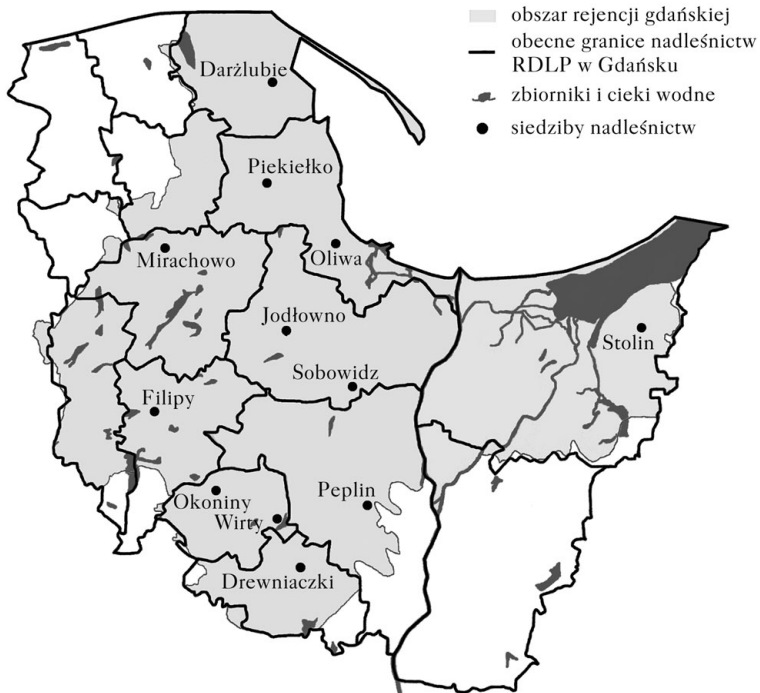 obszar rejencji gdańskiej
obecne granice nadleśnictw
RDLP w Gdańsku
zbiorniki i cieki wodne
siedziby nadleśnictw
Darżlubie
Piekiełko
Mirachowo
Oliwa
Jodłowno
Stolin
Sobowidz
Filipy
Okoniny
Peplin
Wirty
Drewniaczki